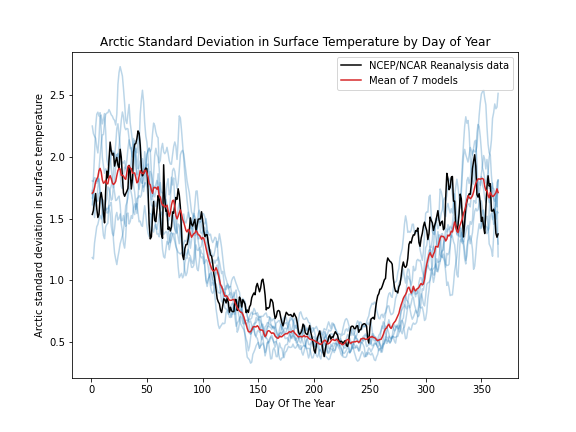 Arctic Standard Deviation in Surface Temperature by Day of Year
NCEP/NCAR Reanalysis data
Mean of 7 models
Arctic standard deviation in surface temperature
2.5
2.0
1.5
1.0
0.5
0
50
100
150
200
250
300
350
Day Of The Year